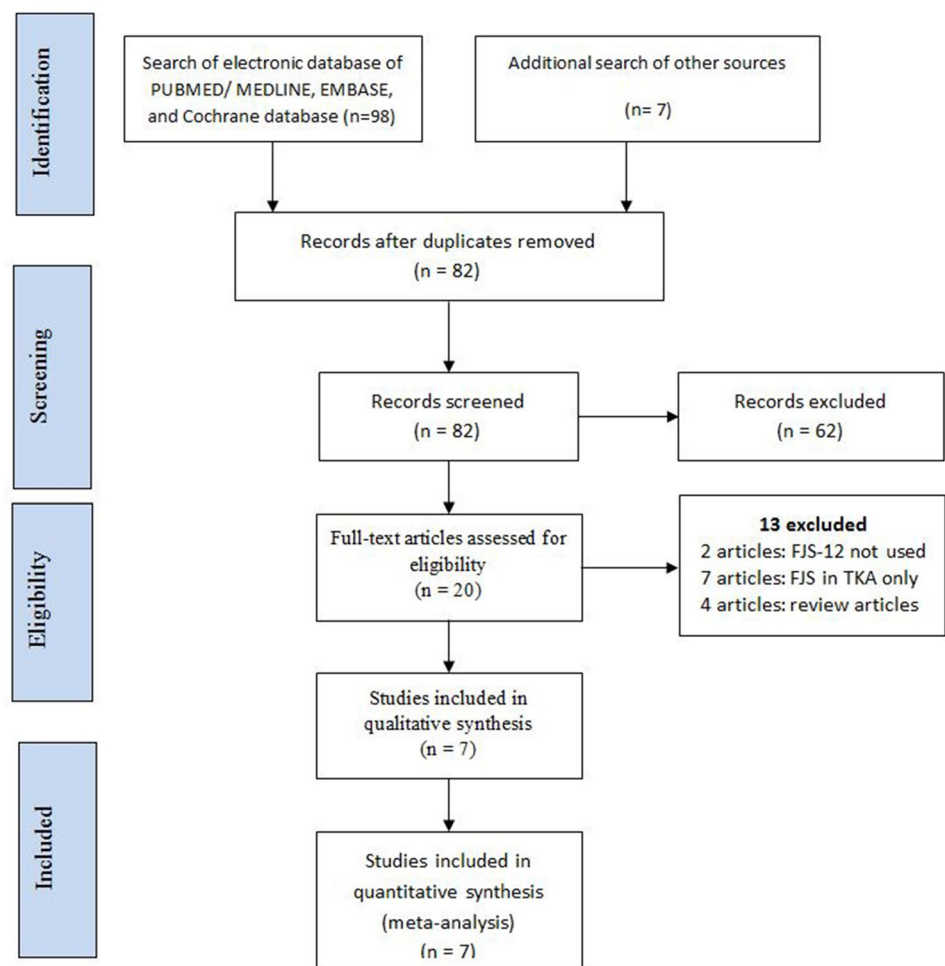 Identification
Search of electronic database of
PUBMED/ MEDLINE, EMBASE,
and Cochrane database (n=98)
Additional search of other sources
(n= 7)
Records after duplicates removed
(n = 82)
Screening
Records screened
(n = 82)
Records excluded
(n = 62)
Eligibility
Full-text articles assessed for
eligibility
(n = 20)
13 excluded
2 articles: FJS-12 not used
7 articles: FJS in TKA only
4 articles: review articles
Studies included in
qualitative synthesis
(n = 7)
Included
Studies included in
quantitative synthesis
(meta-analysis)
(n = 7)